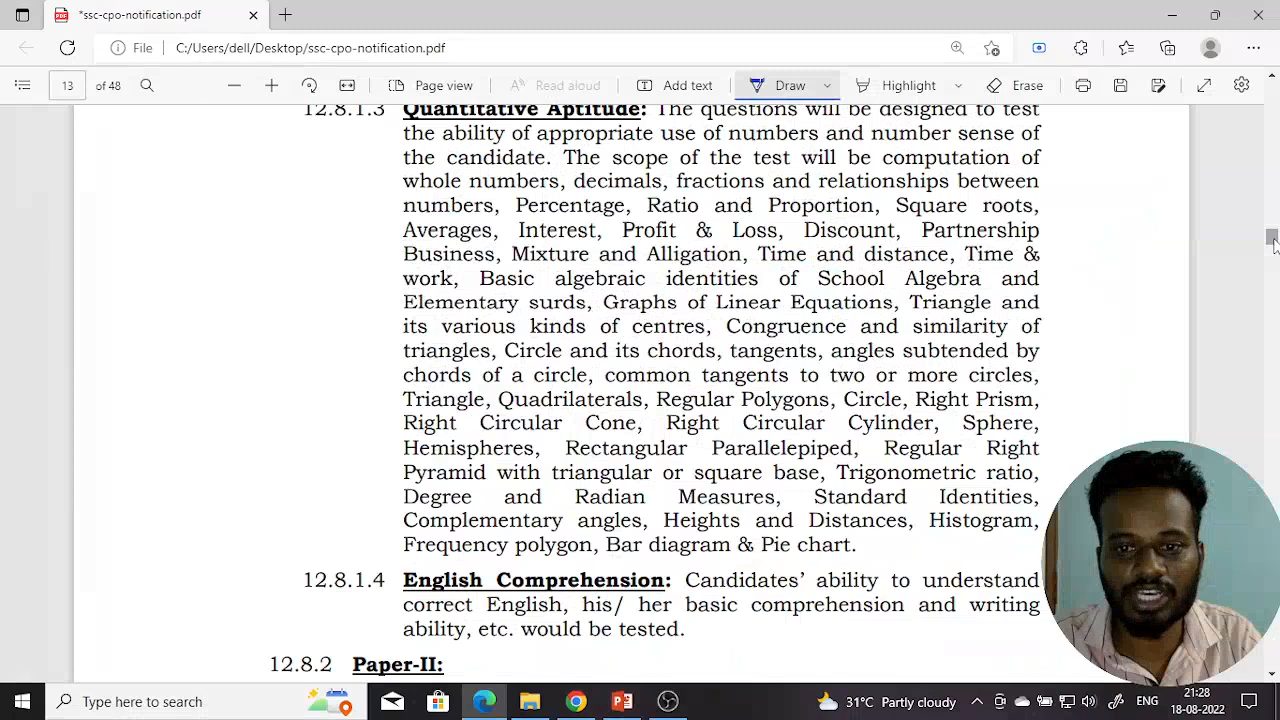 *ssc-cpo-notification.pdf
File
C:/Users/dell/Desktop/ssc-cpo-notification.pdf
13 of 48
Page view
Read aloud
Add text
Draw
Highlight
Erase
12.8.1.3 Quantitative Aptitude: The questions will be designed to test
the ability of appropriate use of numbers and number sense of
the candidate. The scope of the test will be computation of
whole numbers, decimals, fractions and relationships between
numbers, Percentage, Ratio and Proportion, Square roots,
Averages, Interest, Profit & Loss, Discount, Partnership
Business, Mixture and Alligation, Time and distance, Time &
work, Basic algebraic identities of School Algebra and
Elementary surds, Graphs of Linear Equations, Triangle and
its various kinds of centres, Congruence and similarity of
triangles, Circle and its chords, tangents, angles subtended by
chords of a circle, common tangents to two or more circles,
Triangle, Quadrilaterals, Regular Polygons, Circle, Right Prism,
Right Circular Cone, Right Circular Cylinder, Sphere,
Hemispheres, Rectangular Parallelepiped, Regular Right
Pyramid with triangular or square base, Trigonometric ratio,
Degree and Radian Measures, Standard Identities,
Complementary angles, Heights and Distances, Histogram,
Frequency polygon, Bar diagram & Pie chart.
12.8.1.4 English Comprehension: Candidates’ ability to understand
correct English, his/ her basic comprehension and writing
ability, etc. would be tested.
12.8.2 Paper-II:
Type here to search
31°C Partly cloudy
ENG
21:28
18-08-2022